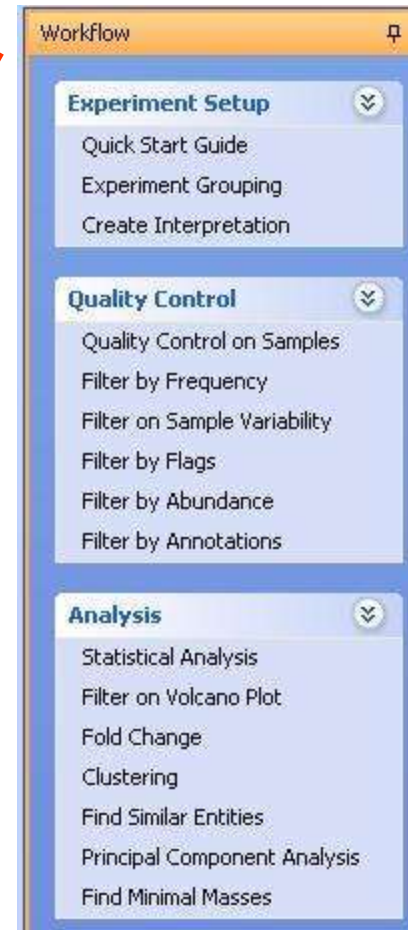 Workflow
Experiment Setup
Quick Start Guide
Experiment Grouping
Create Interpretation
Quality Control
Quality Control on Samples
Filter by Frequency
Filter on Sample Variability
Filter by Flags
Filter by Abundance
Filter by Annotations
Analysis
Statistical Analysis
Filter on Volcano Plot
Fold Change
Clustering
Find Similar Entities
Principal Component Analysis
Find Minimal Masses